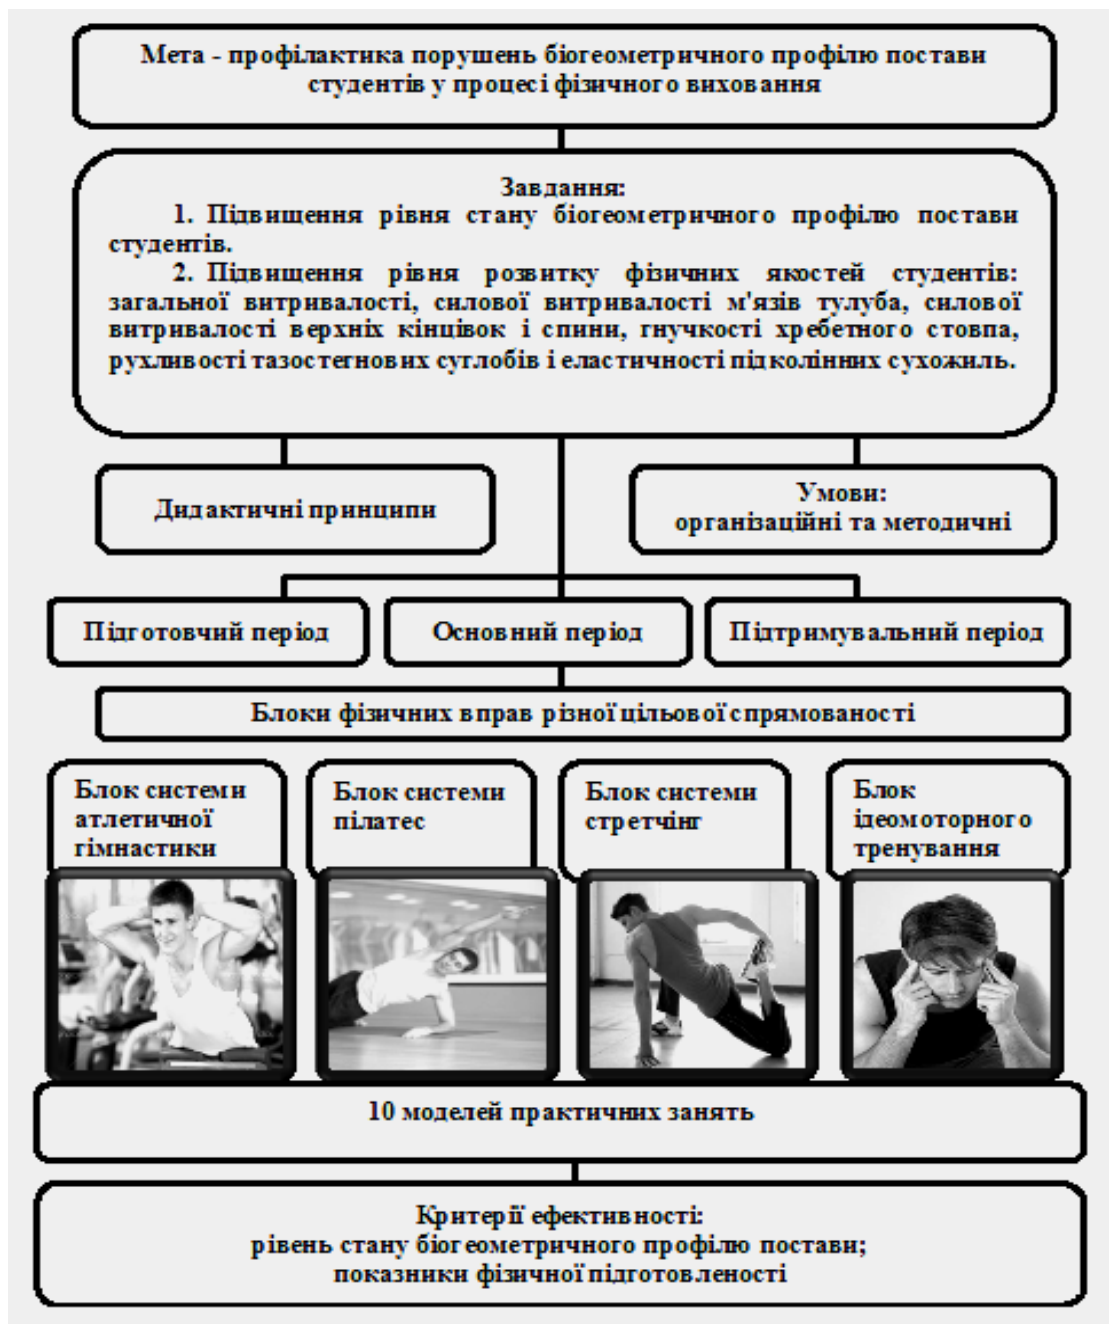 Мета - профілактика порушень біогеометричного профілю постави
студентів у процесі фізичного виховання
Завдання:
1. Підвищення рівня стану біогеометричного профілю постави
студентів.
2. Підвищення рівня розвитку фізичних якостей студентів:
загальної витривалості, силової витривалості м'язів тулуба, силової
витривалості верхніх кінцівок і спини, гнучкості хребетного стовпа,
рухливості тазостегнових суглобів і еластичності підколінних сухожиль.
Дидактичні принципи
Умови:
організаційні та методичні
Підготовчий період
Основний період
Підтримувальний період
Блоки фізичних вправ різної цільової спрямованості
Блок системи
атлетичної
гімнастики
Блок системи
пілатес
Блок системи
стретчінг
Блок
ідеомоторного
тренування
10 моделей практичних занять
Критерії ефективності:
рівень стану біогеометричного профілю постави;
показники фізичної підготовленості